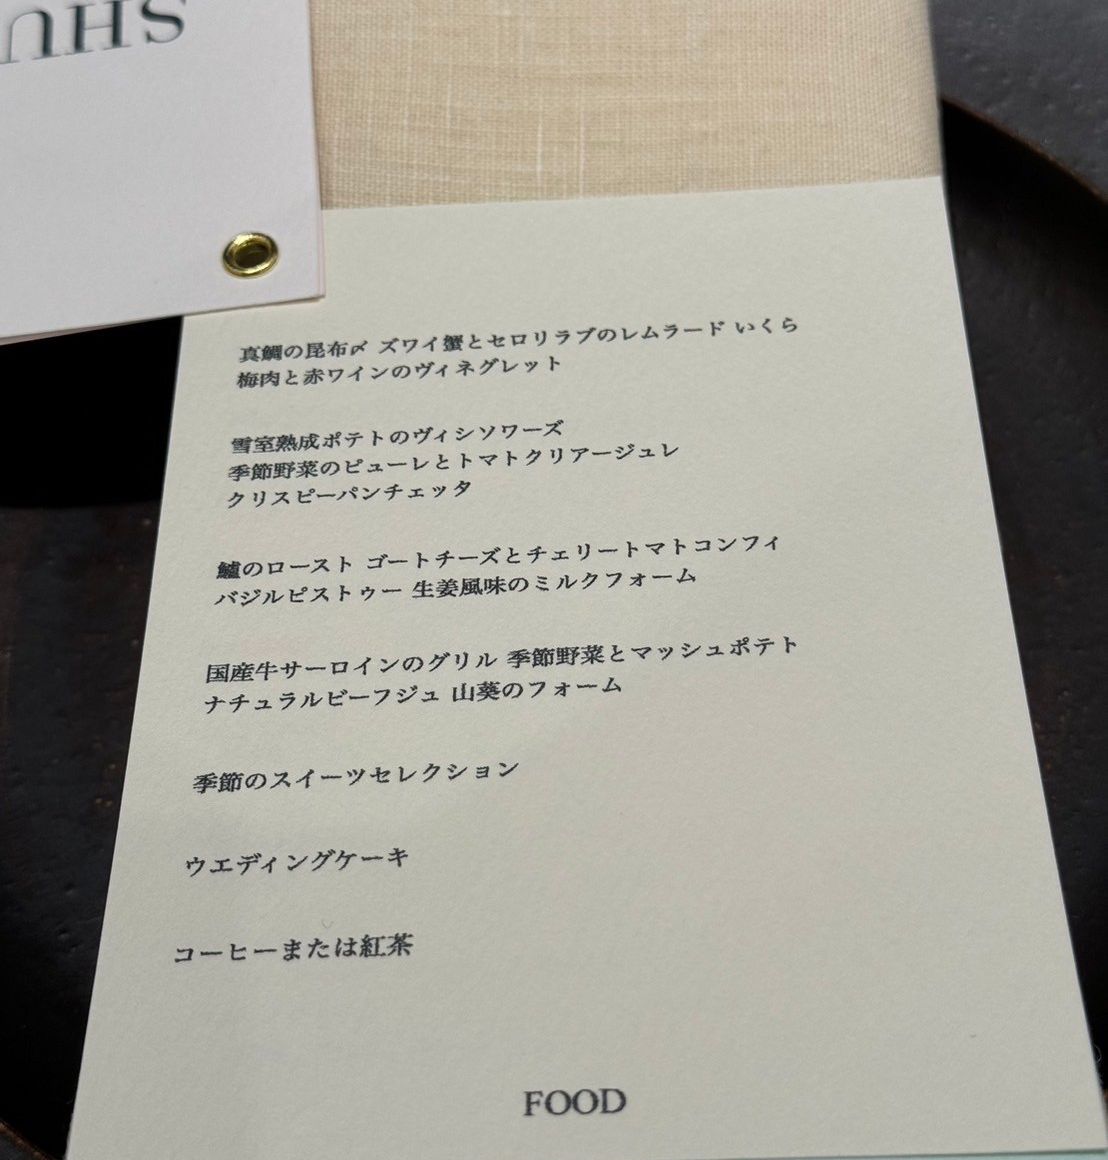 SHU
真鯛の昆布〆 ズワイ蟹とセロリラブのレムラード いくら
梅肉と赤ワインのヴィネグレット
雪室熟成ポテトのヴィシソワーズ
季節野菜のピューレとトマトクリアージュレ
クリスピーパンチェッタ
鱸のロースト ゴートチーズとチェリートマトコンフィ
バジルピストゥー 生姜風味のミルクフォーム
国産牛サーロインのグリル 季節野菜とマッシュポテト
ナチュラルビーフジュ 山葵のフォーム
季節のスイーツセレクション
ウエディングケーキ
コーヒーまたは紅茶
FOOD